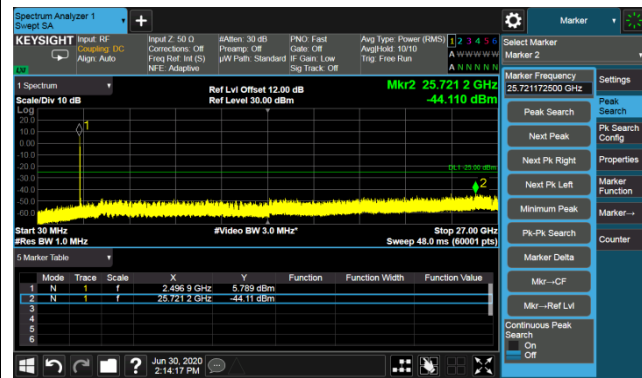 Spectrum Analyzer 1
Swept SA
Marker
KEYSIGHT
Input: RF
Coupling: DC
Align: Auto
Input Z: 50 Ω
Corrections: Off
Freq Ref: Int (S)
NFE: Adaptive
#Atten: 30 dB
Preamp: Off
µW Path: Standard
PNO: Fast
Gate: Off
IF Gain: Low
Sig Track: Off
Avg Type: Power (RMS)
Avg|Hold: 10/10
Trig: Free Run
1 2 3 4 5 6
A W W W W W
A N N N N N
LXI
Select Marker
Marker 2
1 Spectrum
Scale/Div 10 dB
Ref Lvl Offset 12.00 dB
Ref Level 30.00 dBm
Mkr2 25.721 2 GHz
-44.110 dBm
Log
20.0
10.0
0.00
-10.0
-20.0
-30.0
-40.0
-50.0
-60.0
1
DL1 -25.00 dBm
2
Start 30 MHz
#Video BW 3.0 MHz*
Stop 27.00 GHz
#Res BW 1.0 MHz
Sweep 48.0 ms (60001 pts)
5 Marker Table
Mode Trace Scale X Y Function Function Width Function Value
1 N 1 f 2.496 9 GHz 5.789 dBm
2 N 1 f 25.721 2 GHz -44.11 dBm
3
4
5
6
Marker Frequency
25.721172500 GHz
Peak Search
Next Peak
Next Pk Right
Next Pk Left
Minimum Peak
Pk-Pk Search
Marker Delta
Mkr→CF
Mkr→Ref Lvl
Continuous Peak
Search
On
Off
Settings
Peak
Search
Pk Search
Config
Properties
Marker
Function
Marker→
Counter
?
Jun 30, 2020
2:14:17 PM